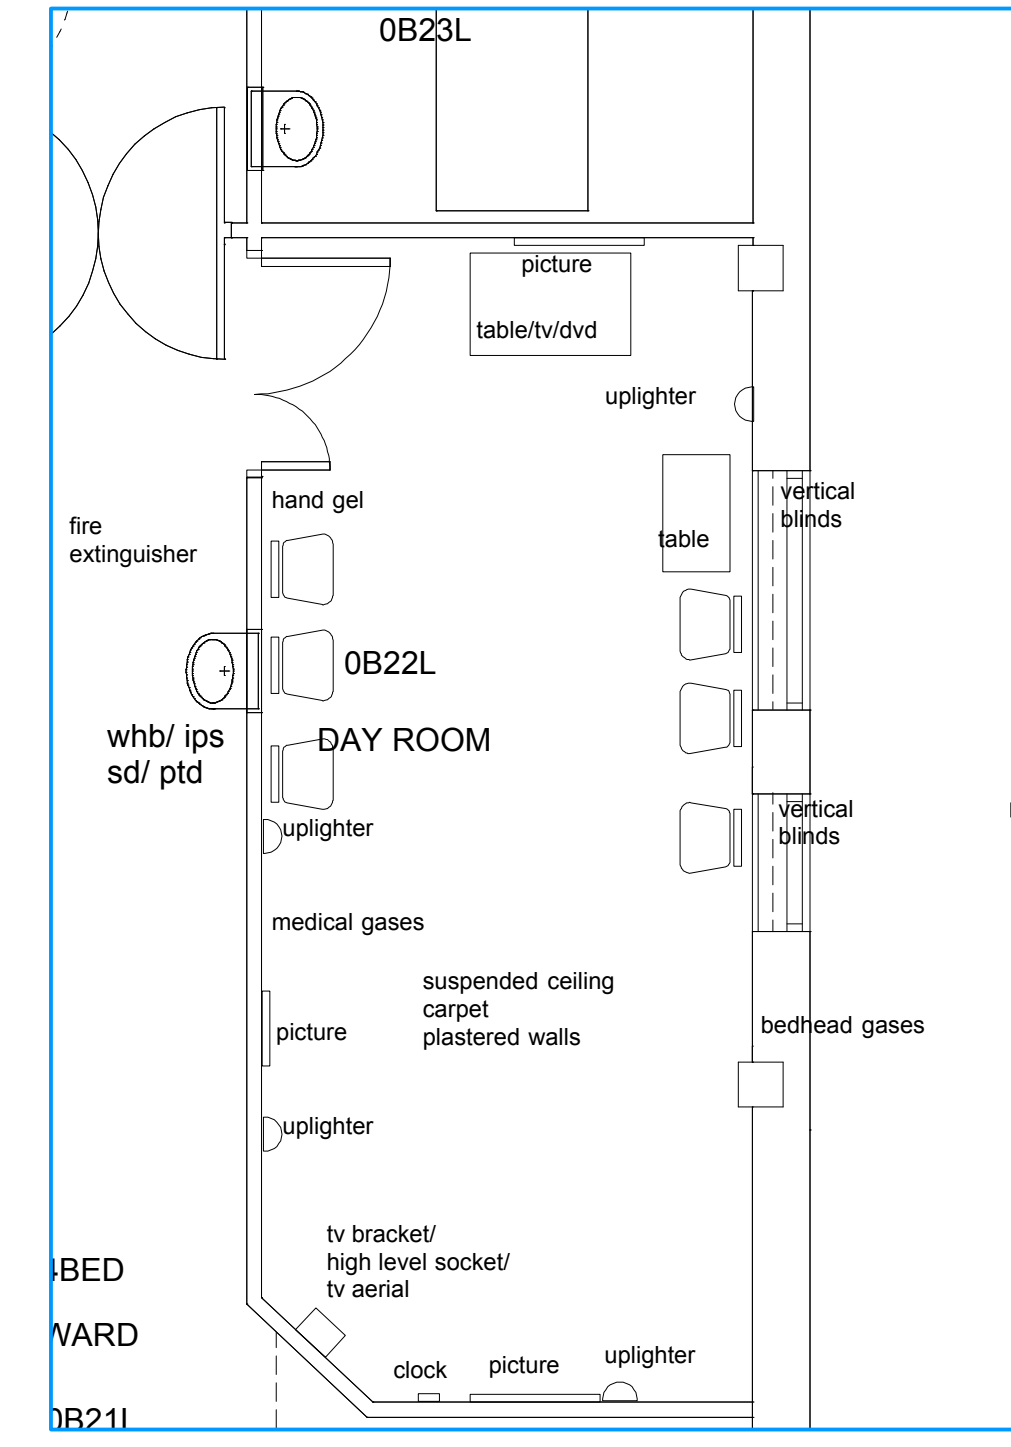 0B23L
picture
table/tv/dvd
uplighter
hand gel
vertical
blinds
fire
extinguisher
table
0B22L
whb/ ips
sd/ ptd
DAY ROOM
vertical
blinds
uplighter
medical gases
suspended ceiling
carpet
plastered walls
bedhead gases
picture
uplighter
tv bracket/
high level socket/
tv aerial
4BED
WARD
clock
picture
uplighter
0B21L